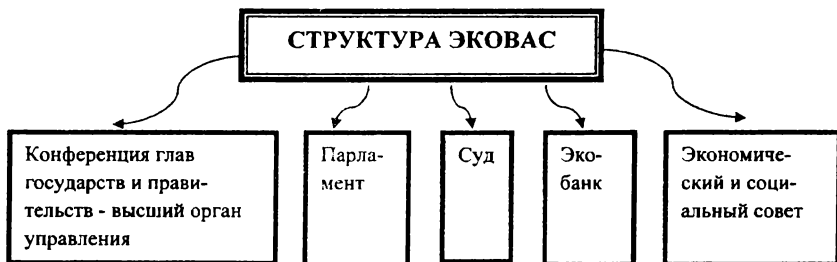 СТРУКТУРА ЭКОВАС
Конференция глав
государств и прави-
тельств - высший орган
управления
Парла-
мент
Суд
Эко-
банк
Экономиче-
ский и соци-
альный совет